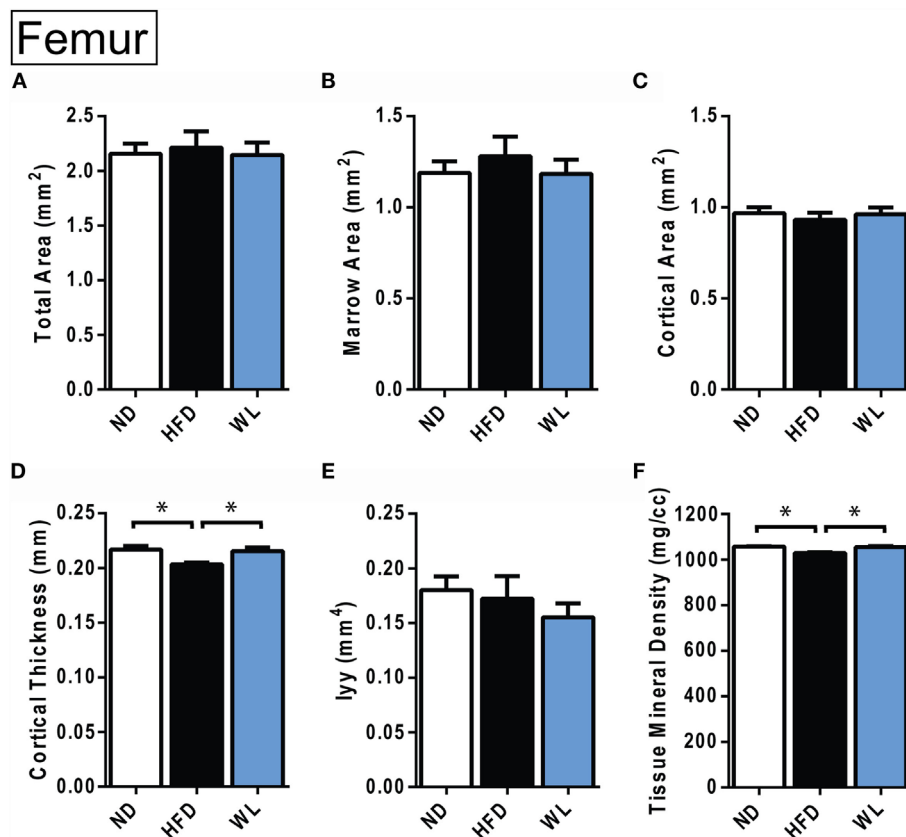 Femur
A
Total Area (mm²)
2.5
2.0
1.5
1.0
0.5
0.0
ND
HFD
WL
B
Marrow Area (mm²)
1.5
1.0
0.5
0.0
ND
HFD
WL
C
Cortical Area (mm²)
1.5
1.0
0.5
0.0
ND
HFD
WL
D
Cortical Thickness (mm)
0.25
0.20
0.15
0.10
0.05
0.00
* *
ND
HFD
WL
E
Iyy (mm⁴)
0.25
0.20
0.15
0.10
0.05
0.00
ND
HFD
WL
F
Tissue Mineral Density (mg/cc)
1200
1000
800
600
400
200
0
* *
ND
HFD
WL